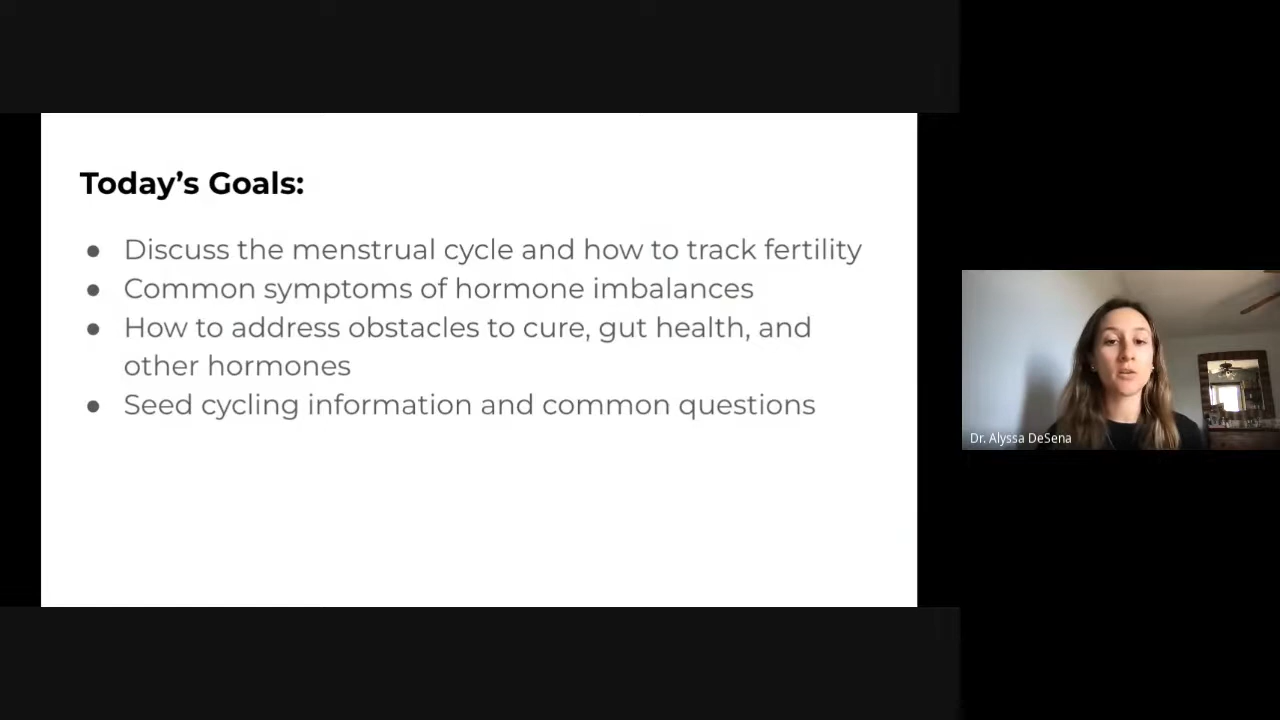 Today’s Goals:
● Discuss the menstrual cycle and how to track fertility
● Common symptoms of hormone imbalances
● How to address obstacles to cure, gut health, and
other hormones
● Seed cycling information and common questions
Dr. Alyssa DeSena